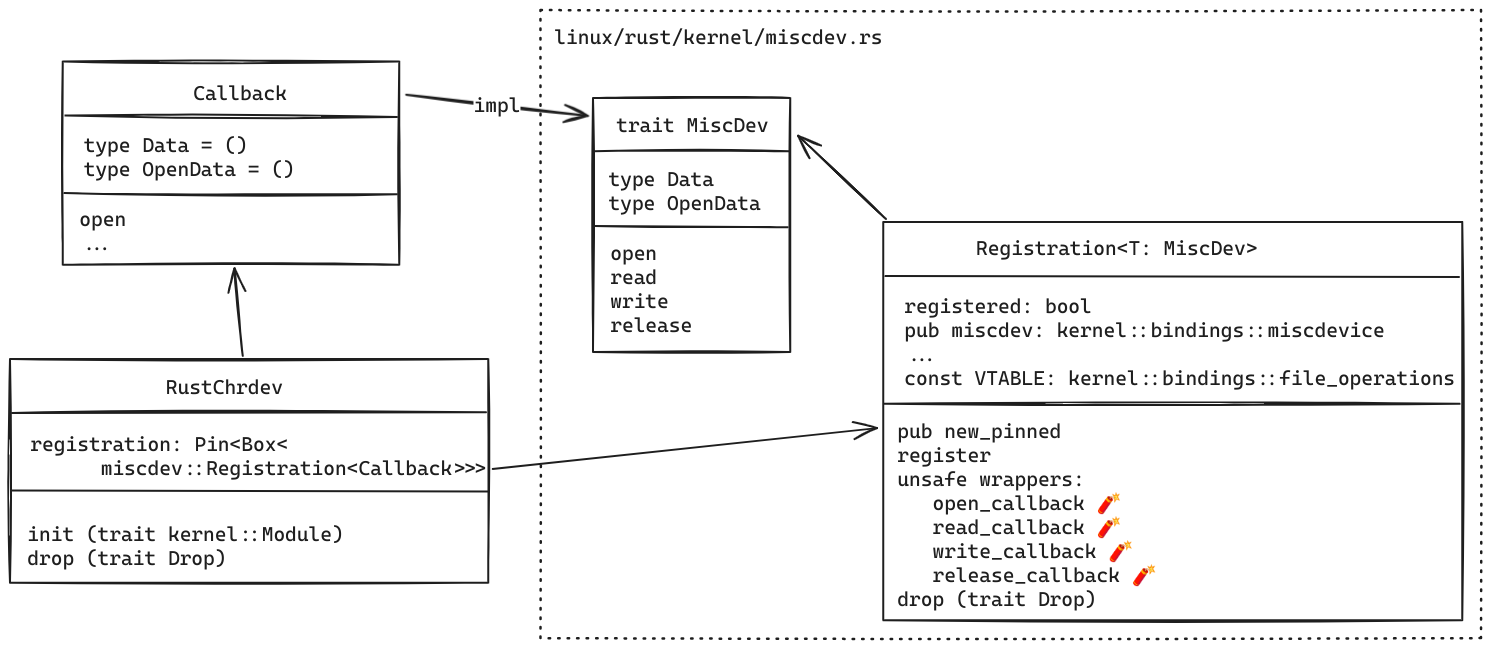 linux/rust/kernel/miscdev.rs
Callback
type Data = ()
type OpenData = ()
open
...
impl
trait MiscDev
type Data
type OpenData
open
read
write
release
RustChrdev
registration: Pin<Box<
miscdev::Registration<Callback>>>
init (trait kernel::Module)
drop (trait Drop)
Registration<T: MiscDev>
registered: bool
pub miscdev: kernel::bindings::miscdevice
...
const VTABLE: kernel::bindings::file_operations
pub new_pinned
register
unsafe wrappers:
open_callback 🧨
read_callback 🧨
write_callback 🧨
release_callback 🧨
drop (trait Drop)